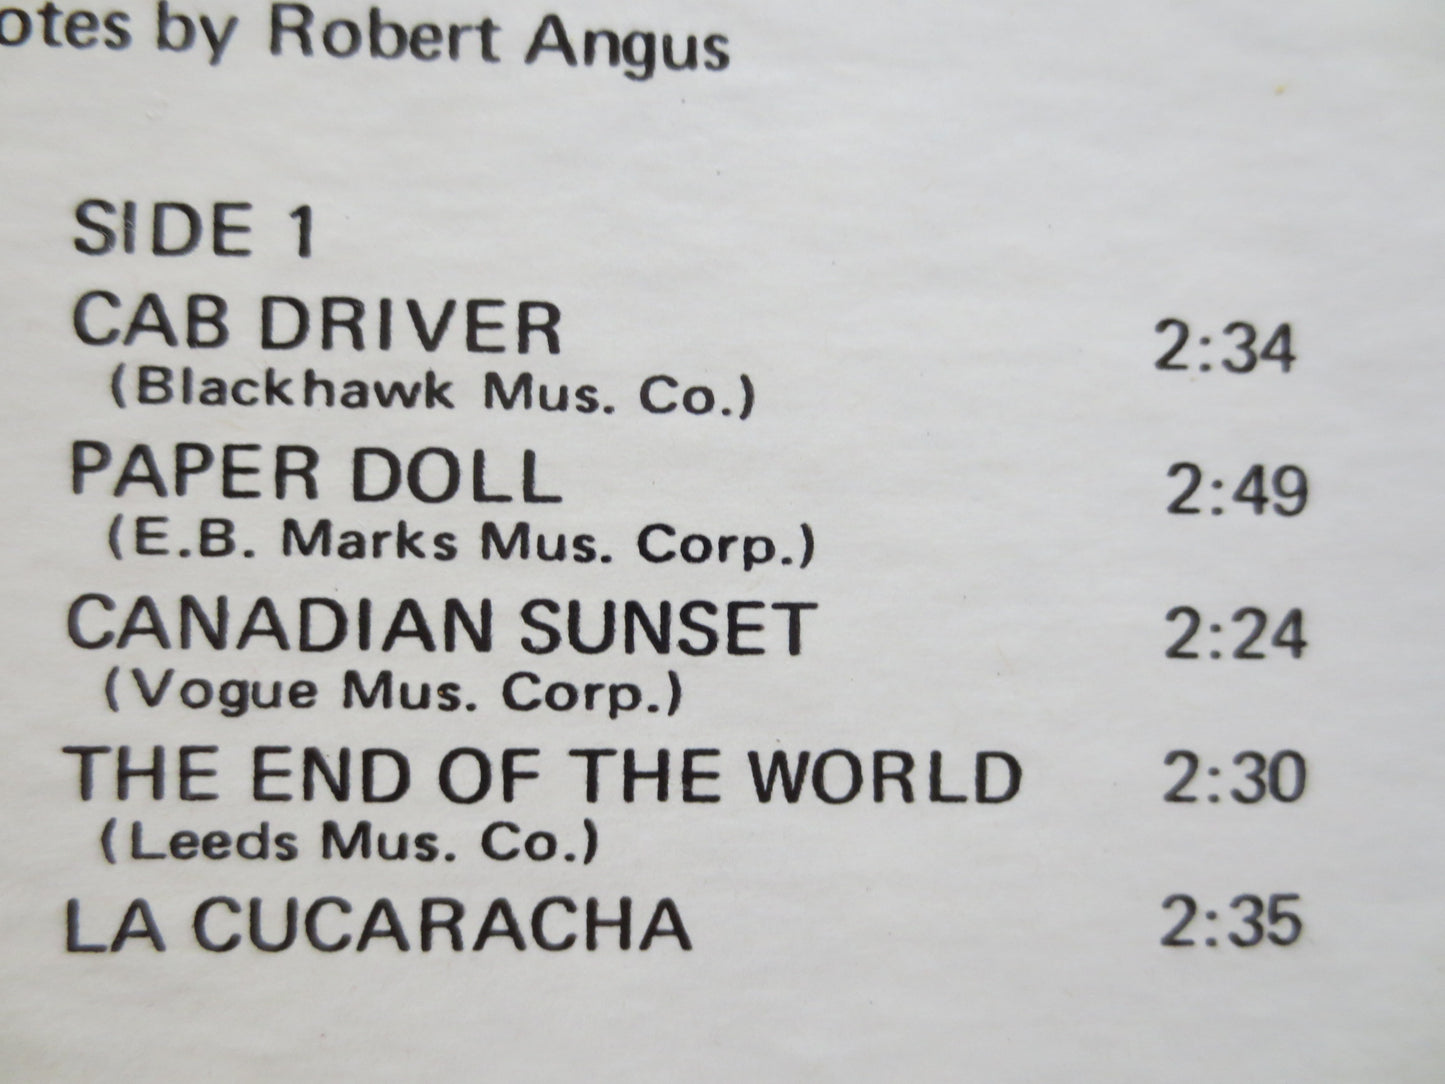 otes by Robert Angus
SIDE 1
CAB DRIVER 2:34
(Blackhawk Mus. Co.)
PAPER DOLL 2:49
(E.B. Marks Mus. Corp.)
CANADIAN SUNSET 2:24
(Vogue Mus. Corp.)
THE END OF THE WORLD 2:30
(Leeds Mus. Co.)
LA CUCARACHA 2:35